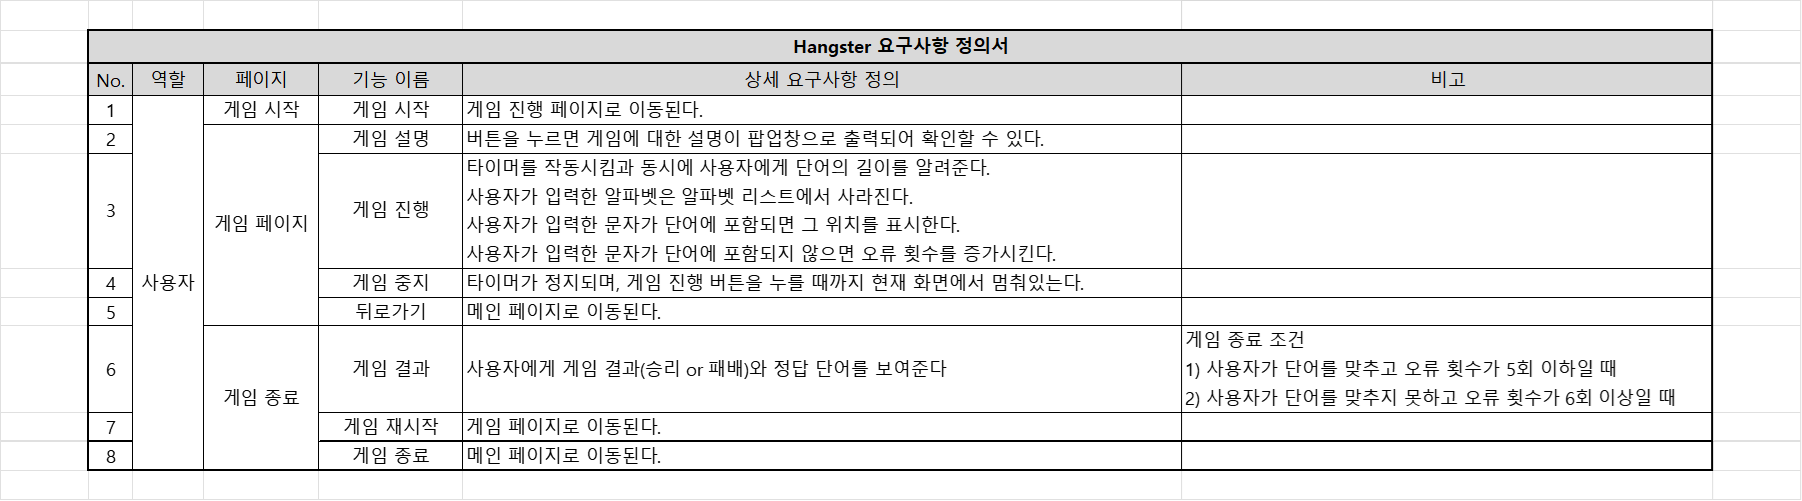 Hangster 요구사항 정의서
No. 역할 페이지 기능 이름 상세 요구사항 정의 비고
1 사용자 게임 시작 게임 시작 게임 진행 페이지로 이동된다.
2 게임 페이지 게임 설명 버튼을 누르면 게임에 대한 설명이 팝업창으로 출력되어 확인할 수 있다.
3 게임 진행 타이머를 작동시킴과 동시에 사용자에게 단어의 길이를 알려준다.
사용자가 입력한 알파벳은 알파벳 리스트에서 사라진다.
사용자가 입력한 문자가 단어에 포함되면 그 위치를 표시한다.
사용자가 입력한 문자가 단어에 포함되지 않으면 오류 횟수를 증가시킨다.
4 게임 중지 타이머가 정지되며, 게임 진행 버튼을 누를 때까지 현재 화면에서 멈춰있는다.
5 뒤로가기 메인 페이지로 이동된다.
6 게임 종료 게임 결과 사용자에게 게임 결과(승리 or 패배)와 정답 단어를 보여준다
게임 종료 조건
1) 사용자가 단어를 맞추고 오류 횟수가 5회 이하일 때
2) 사용자가 단어를 맞추지 못하고 오류 횟수가 6회 이상일 때
7 게임 재시작 게임 페이지로 이동된다.
8 게임 종료 메인 페이지로 이동된다.